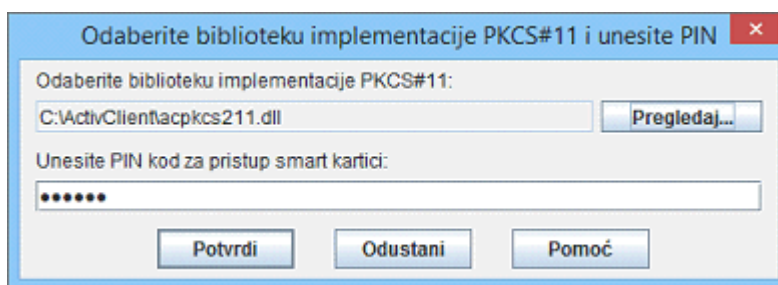 Odaberite biblioteku implementacije PKCS#11 i unesite PIN
Odaberite biblioteku implementacije PKCS#11:
C:\ActivClient\acpkcs211.dll Pregledaj...
Unesite PIN kod za pristup smart kartici:
••••••
Potvrdi Odustani Pomoć